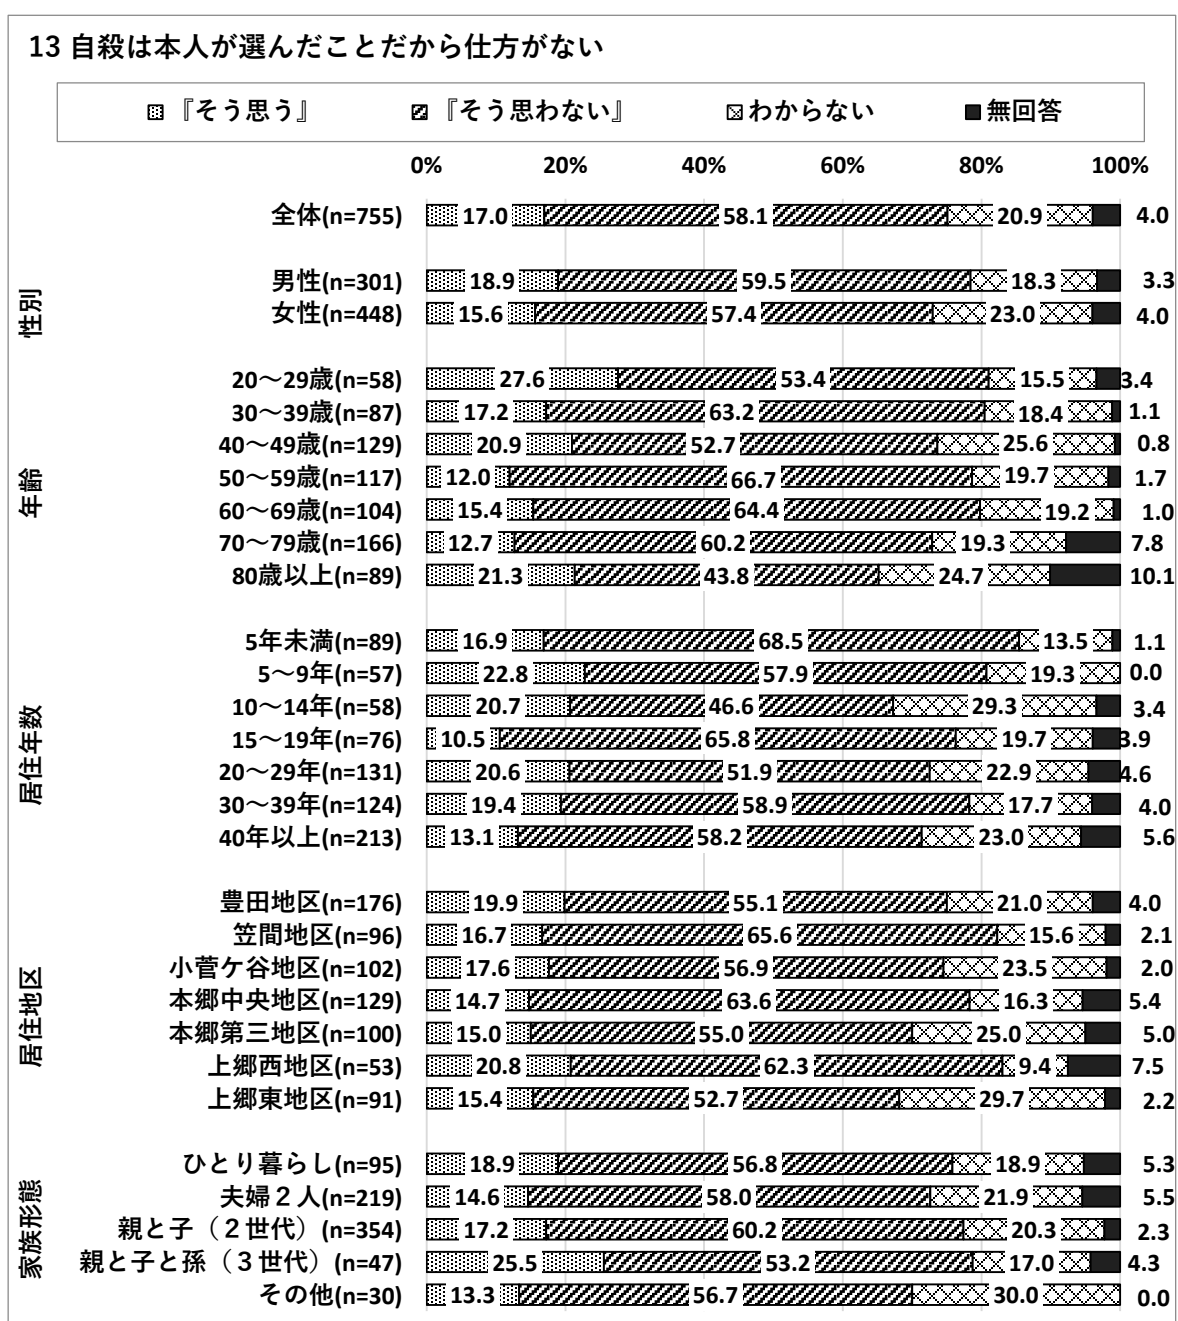 13 自殺は本人が選んだことだから仕方がない
『そう思う』 『そう思わない』 わからない 無回答
0% 20% 40% 60% 80% 100%
全体(n=755) 17.0 58.1 20.9 4.0
性別
男性(n=301) 18.9 59.5 18.3 3.3
女性(n=448) 15.6 57.4 23.0 4.0
年齢
20～29歳(n=58) 27.6 53.4 15.5 3.4
30～39歳(n=87) 17.2 63.2 18.4 1.1
40～49歳(n=129) 20.9 52.7 25.6 0.8
50～59歳(n=117) 12.0 66.7 19.7 1.7
60～69歳(n=104) 15.4 64.4 19.2 1.0
70～79歳(n=166) 12.7 60.2 19.3 7.8
80歳以上(n=89) 21.3 43.8 24.7 10.1
居住年数
5年未満(n=89) 16.9 68.5 13.5 1.1
5～9年(n=57) 22.8 57.9 19.3 0.0
10～14年(n=58) 20.7 46.6 29.3 3.4
15～19年(n=76) 10.5 65.8 19.7 3.9
20～29年(n=131) 20.6 51.9 22.9 4.6
30～39年(n=124) 19.4 58.9 17.7 4.0
40年以上(n=213) 13.1 58.2 23.0 5.6
居住地区
豊田地区(n=176) 19.9 55.1 21.0 4.0
笠間地区(n=96) 16.7 65.6 15.6 2.1
小菅ケ谷地区(n=102) 17.6 56.9 23.5 2.0
本郷中央地区(n=129) 14.7 63.6 16.3 5.4
本郷第三地区(n=100) 15.0 55.0 25.0 5.0
上郷西地区(n=53) 20.8 62.3 9.4 7.5
上郷東地区(n=91) 15.4 52.7 29.7 2.2
家族形態
ひとり暮らし(n=95) 18.9 56.8 18.9 5.3
夫婦２人(n=219) 14.6 58.0 21.9 5.5
親と子（２世代）(n=354) 17.2 60.2 20.3 2.3
親と子と孫（３世代）(n=47) 25.5 53.2 17.0 4.3
その他(n=30) 13.3 56.7 30.0 0.0